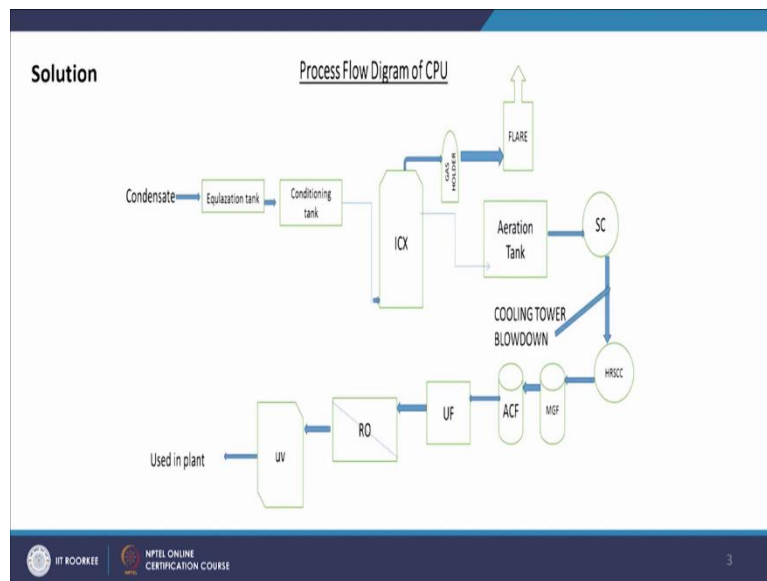 Solution
Process Flow Digram of CPU
FLARE
GAS
HOLDER
Condensate
Equlazation tank
Conditioning
tank
ICX
Aeration
Tank
SC
COOLING TOWER
BLOWDOWN
HRSCC
MGF
ACF
UF
RO
uv
Used in plant
IIT ROORKEE
NPTEL ONLINE
CERTIFICATION COURSE
3